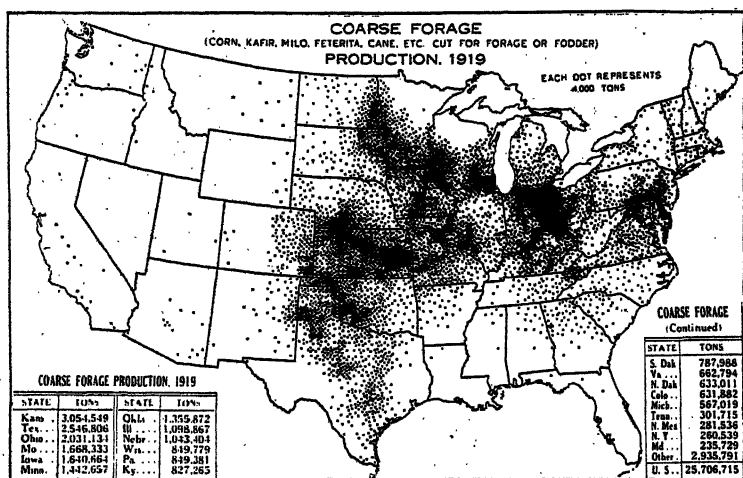 COARSE FORAGE
(CORN, KAFIR, MILO, FETERITA, CANE, ETC. CUT FOR FORAGE OR FODDER)
PRODUCTION, 1919
EACH DOT REPRESENTS
4,000 TONS
COARSE FORAGE PRODUCTION, 1919
STATE TONS STATE TONS
Kans. 3,054,549 Okla 1,355,872
Tex... 2,546,806 Ill .... 1,098,867
Ohio.. 2,031,134 Nebr.. 1,043,404
Mo ... 1,668,333 Wis... 849,779
Iowa.. 1,640,664 Pa.... 849,381
Minn. 1,442,657 Ky.... 827,265
COARSE FORAGE
(Continued)
STATE TONS
S. Dak 787,988
Va.... 662,794
N. Dak 633,011
Colo.. 631,882
Mich.. 567,019
Tenn.. 301,715
N. Mex 281,536
N. Y.. 260,539
Md... 235,729
Other. 2,935,791
U. S.. 25,706,715